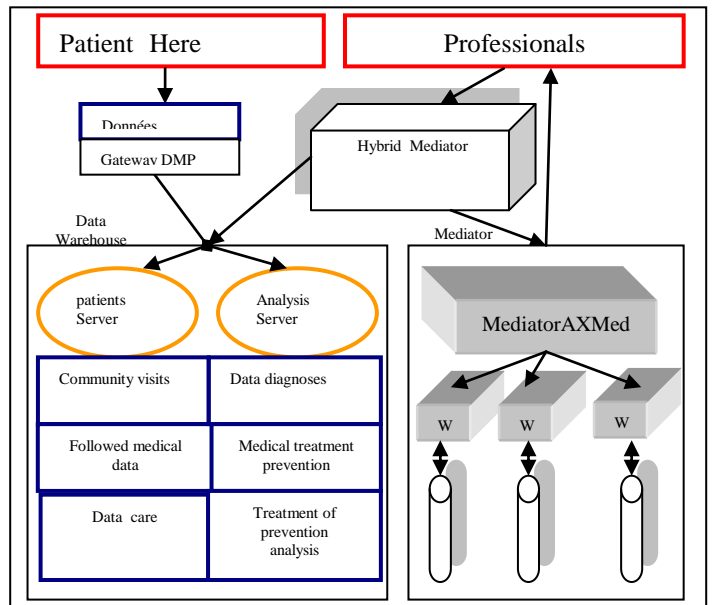 Patient Here
Professionals
Données
Gateway DMP
Hybrid Mediator
Data
Warehouse
Mediator
patients
Server
Analysis
Server
MediatorAXMed
Community visits
Data diagnoses
W
W
W
Followed medical
data
Medical treatment
prevention
Data care
Treatment of
prevention
analysis